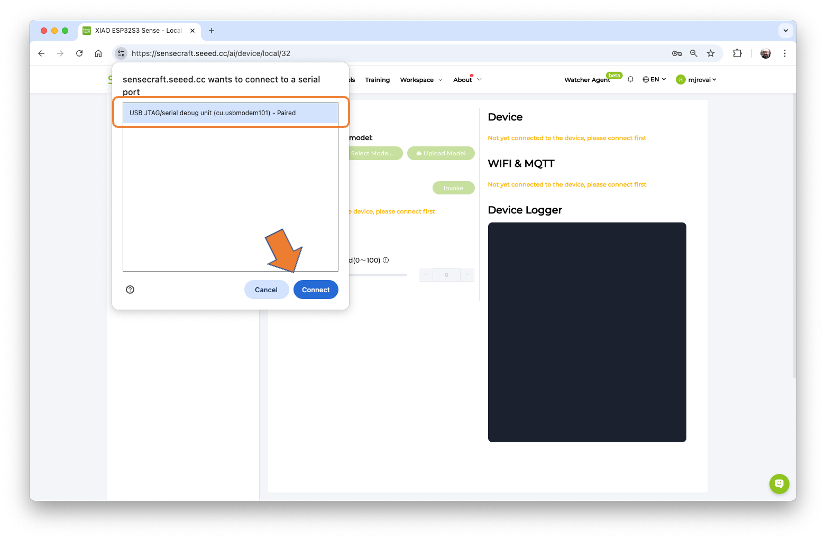 XIAO ESP32S3 Sense - Local
https://sensecraft.seeed.cc/ai/device/local/32
Training
Workspace
About
Watcher Agent
beta
EN
mjrovai
sensecraft.seeed.cc wants to connect to a serial
port
USB JTAG/serial debug unit (cu.usbmodem101) - Paired
Cancel
Connect
Select Model...
Upload Model
Invoke
device, please connect first
(0~100)
0
Device
Not yet connected to the device, please connect first
WIFI & MQTT
Not yet connected to the device, please connect first
Device Logger